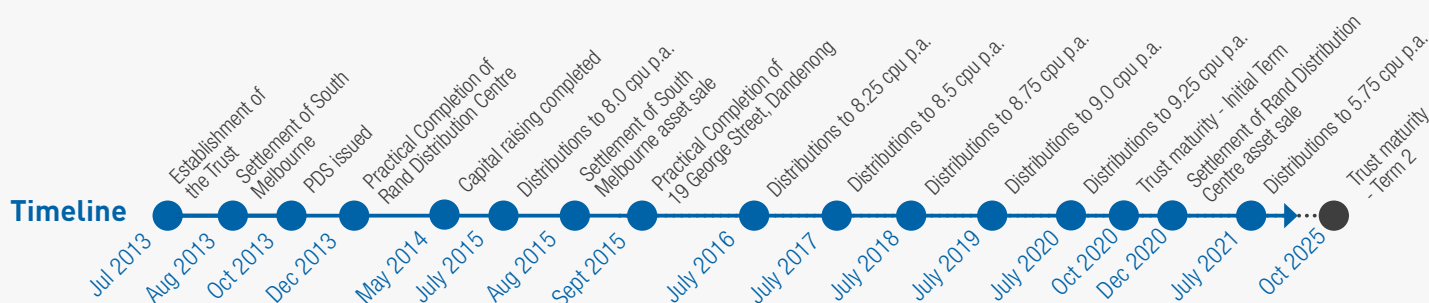 Timeline
Establishment of
the Trust
Jul 2013
Settlement of South
Melbourne
Aug 2013
PDS issued
Oct 2013
Practical Completion of
Rand Distribution Centre
Dec 2013
Capital raising completed
May 2014
Distributions to 8.0 cpu p.a.
July 2015
Settlement of South
Melbourne asset sale
Aug 2015
Practical Completion of
19 George Street, Dandenong
Sept 2015
Distributions to 8.25 cpu p.a.
July 2016
Distributions to 8.5 cpu p.a.
July 2017
Distributions to 8.75 cpu p.a.
July 2018
Distributions to 9.0 cpu p.a.
July 2019
Distributions to 9.25 cpu p.a.
July 2020
Trust maturity - Initial Term
Oct 2020
Settlement of Rand Distribution
Centre asset sale
Dec 2020
Distributions to 5.75 cpu p.a.
July 2021
Trust maturity
- Term 2
Oct 2025